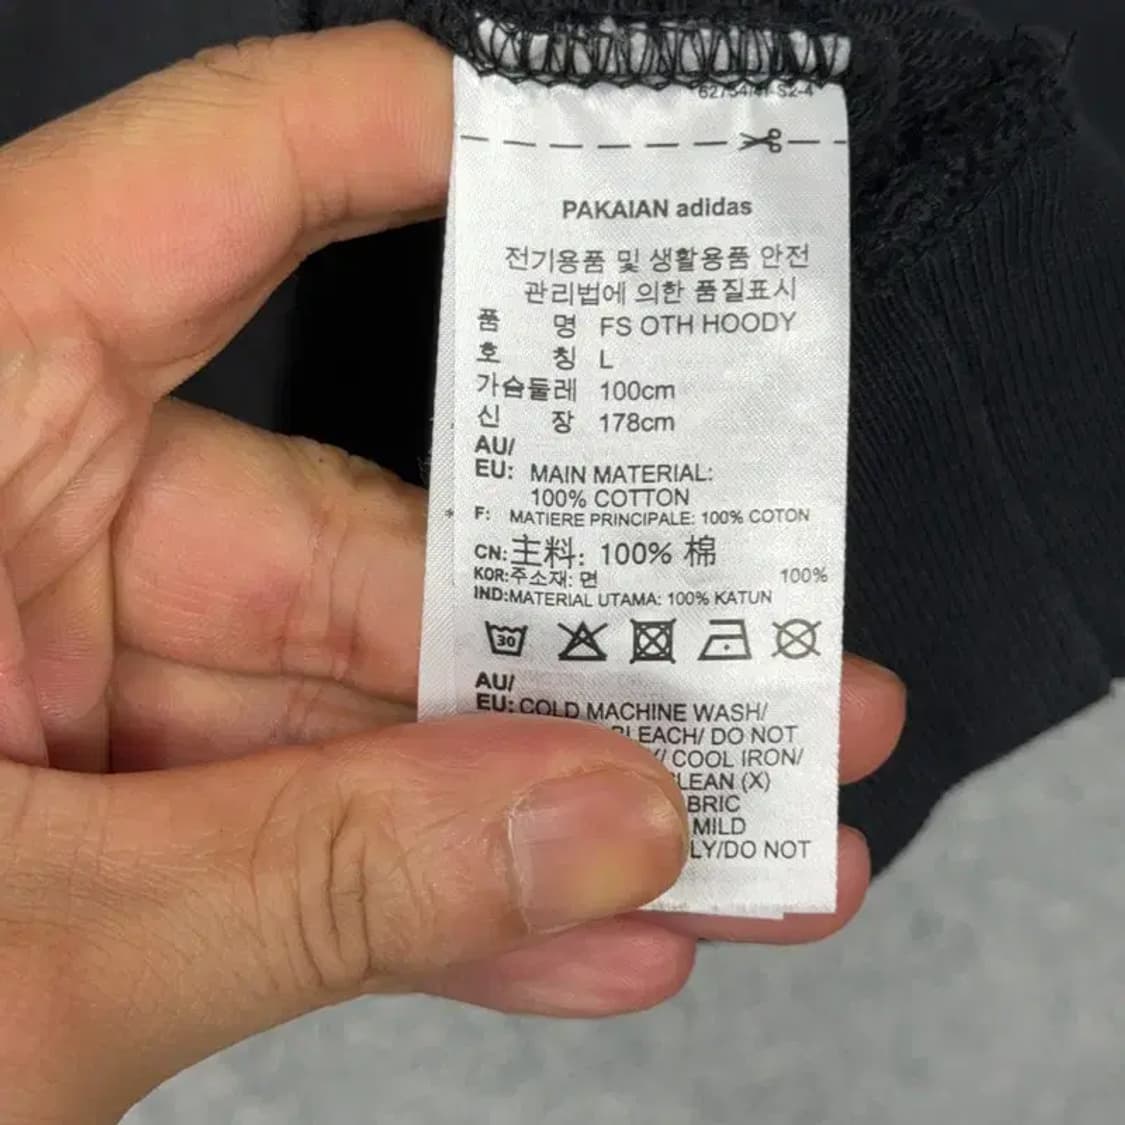 PAKAIAN adidas
전기용품 및 생활용품 안전
관리법에 의한 품질표시
품 명 FS OTH HOODY
호 칭 L
가슴둘레 100cm
신 장 178cm
AU/
EU: MAIN MATERIAL:
100% COTTON
F: MATIERE PRINCIPALE: 100% COTON
CN: 主料: 100% 棉
KOR:주소재: 면 100%
IND:MATERIAL UTAMA: 100% KATUN
30
AU/
EU: COLD MACHINE WASH/
BLEACH/ DO NOT
/ COOL IRON/
CLEAN (X)
BRIC
MILD
LY/DO NOT